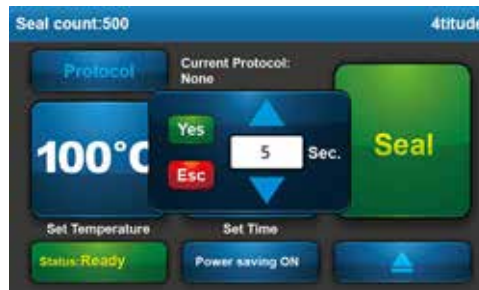 Seal count:500
4titude
Protocol
Current Protocol:
None
100°C
Yes
Esc
5
Sec.
Seal
Set Temperature
Set Time
Status:Ready
Power saving ON